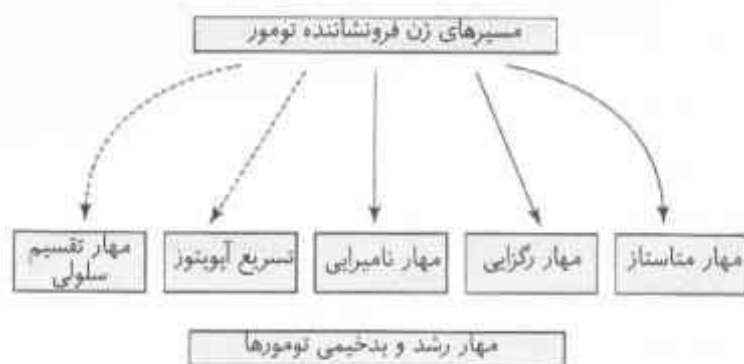 مسیرهای ژن فرونشاننده تومور
مهار متاستاز
مهار رگزایی
مهار نامیرایی
تسریع آپوپتوز
مهار تقسیم
سلولی
مهار رشد و بدخیمی تومورها